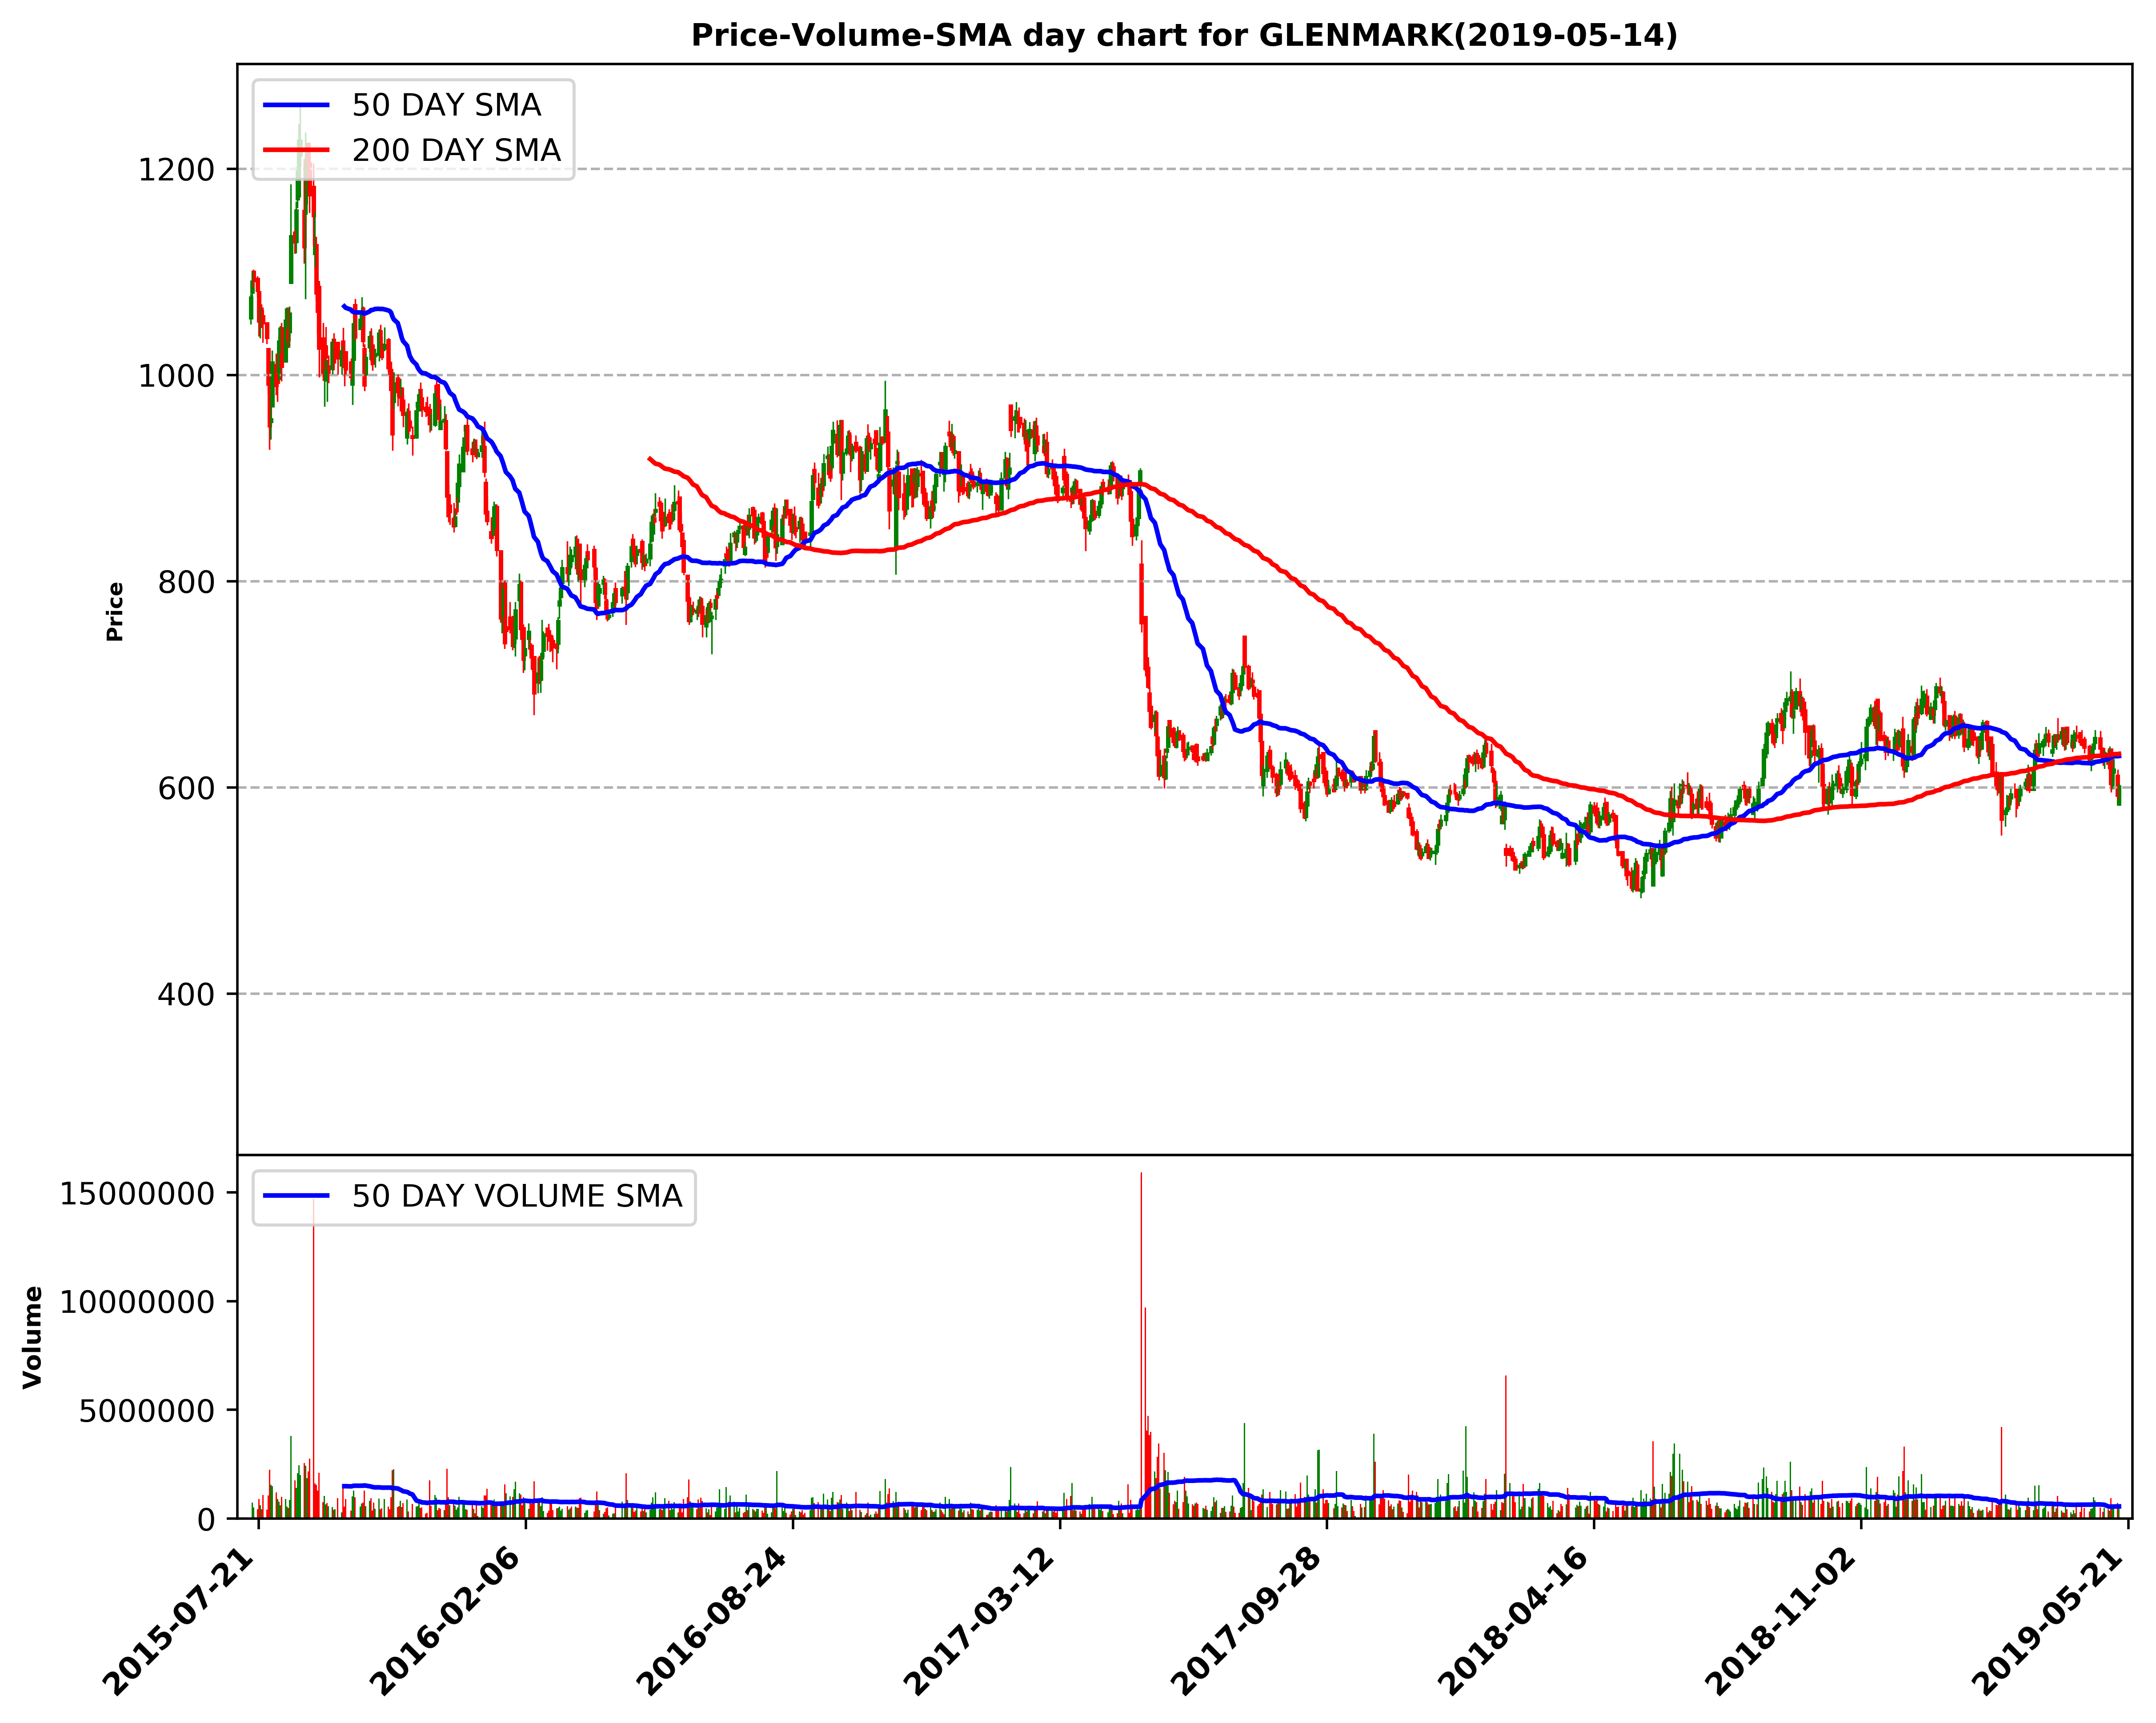 Price-Volume-SMA day chart for GLENMARK(2019-05-14)
50 DAY SMA
200 DAY SMA
1200
1000
800
600
400
Price
50 DAY VOLUME SMA
15000000
10000000
5000000
0
Volume
2015-07-21
2016-02-06
2016-08-24
2017-03-12
2017-09-28
2018-04-16
2018-11-02
2019-05-21